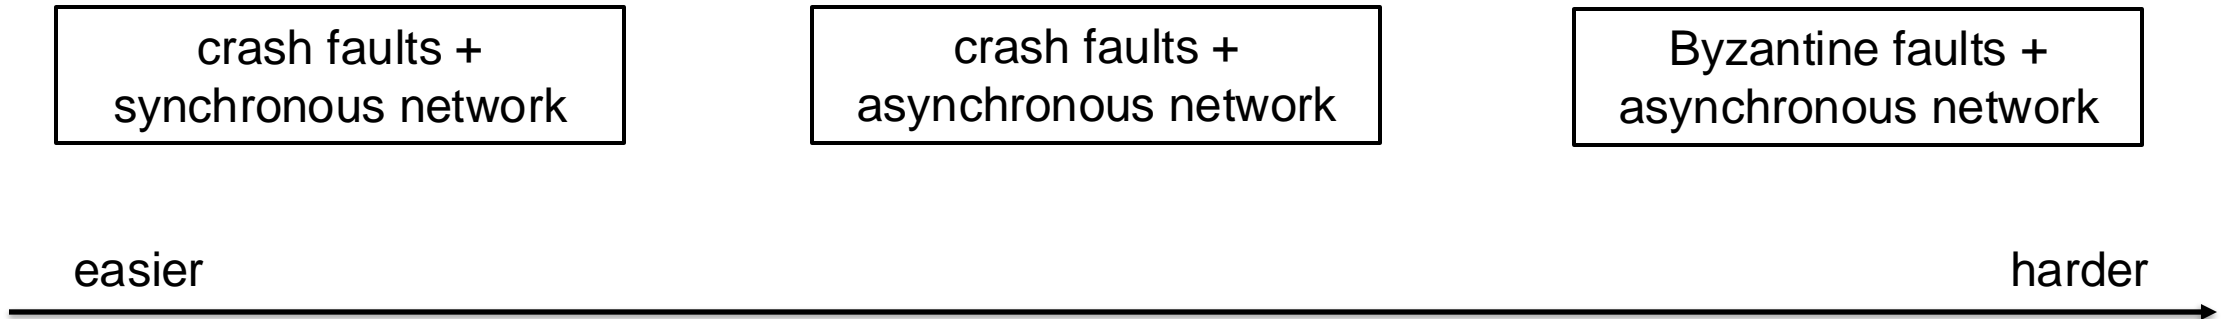 crash faults +
synchronous network
crash faults +
asynchronous network
Byzantine faults +
asynchronous network
easier
harder